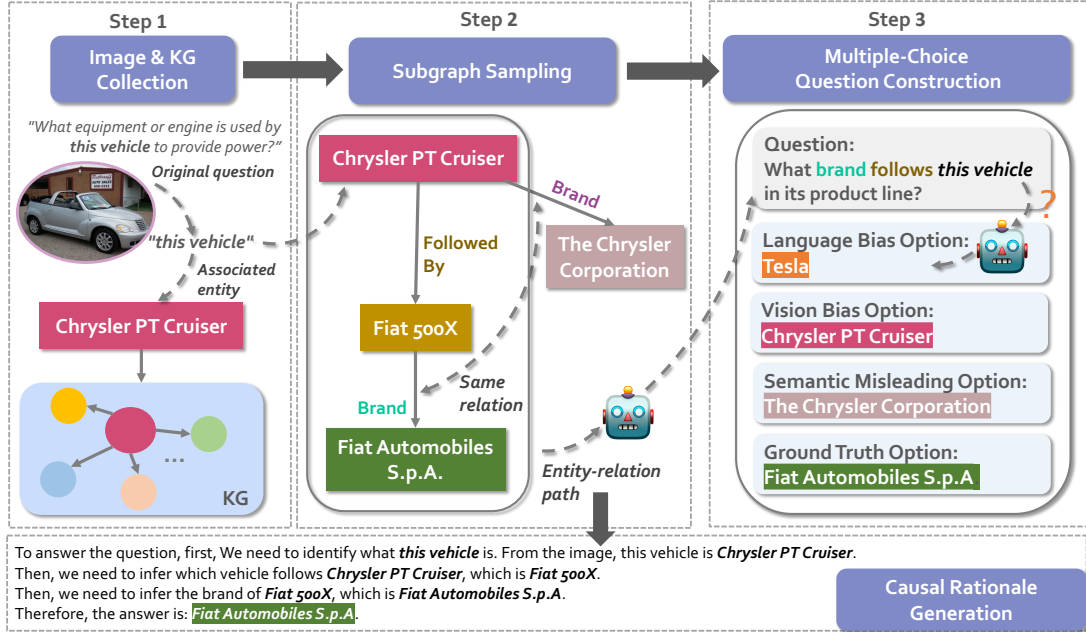 Step 1
Image & KG
Collection
"What equipment or engine is used by
this vehicle to provide power?"
Original question
"this vehicle"
Associated
entity
Chrysler PT Cruiser
...
KG
Step 2
Subgraph Sampling
Chrysler PT Cruiser
Brand
Followed
By
The Chrysler
Corporation
Fiat 500X
Same
relation
Brand
Fiat Automobiles
S.p.A.
Entity-relation
path
Step 3
Multiple-Choice
Question Construction
Question:
What brand follows this vehicle
in its product line?
?
Language Bias Option:
Tesla
Vision Bias Option:
Chrysler PT Cruiser
Semantic Misleading Option:
The Chrysler Corporation
Ground Truth Option:
Fiat Automobiles S.p.A
To answer the question, first, We need to identify what this vehicle is. From the image, this vehicle is Chrysler PT Cruiser.
Then, we need to infer which vehicle follows Chrysler PT Cruiser, which is Fiat 500X.
Then, we need to infer the brand of Fiat 500X, which is Fiat Automobiles S.p.A.
Therefore, the answer is: Fiat Automobiles S.p.A.
Causal Rationale
Generation